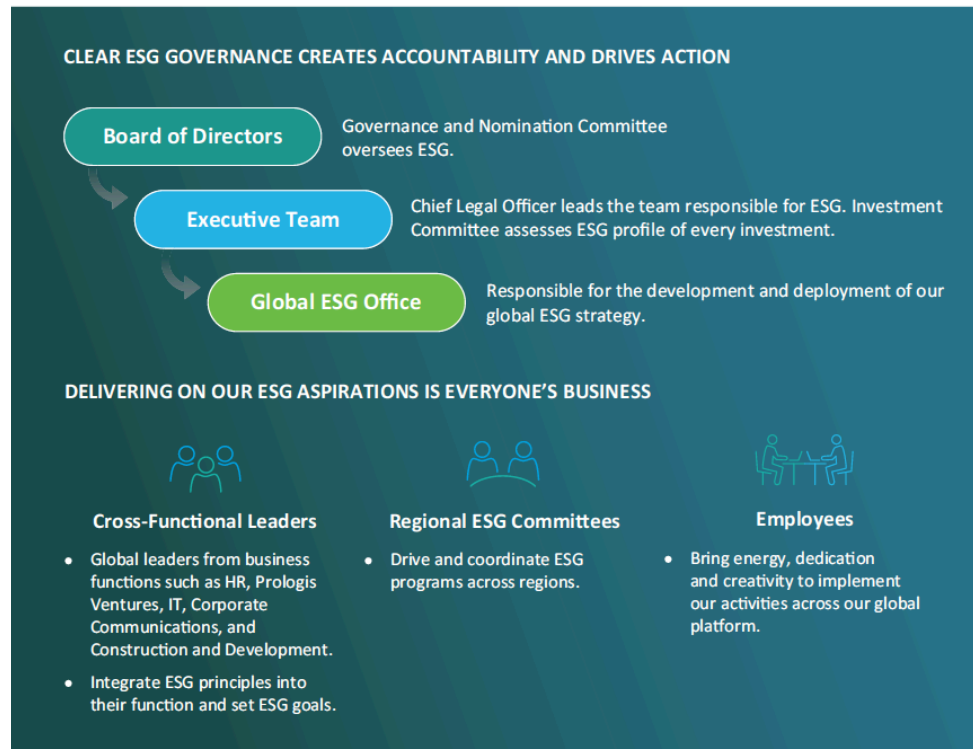 CLEAR ESG GOVERNANCE CREATES ACCOUNTABILITY AND DRIVES ACTION
Board of Directors
Governance and Nomination Committee
oversees ESG.
Executive Team
Chief Legal Officer leads the team responsible for ESG. Investment
Committee assesses ESG profile of every investment.
Global ESG Office
Responsible for the development and deployment of our
global ESG strategy.
DELIVERING ON OUR ESG ASPIRATIONS IS EVERYONE'S BUSINESS
Cross-Functional Leaders
• Global leaders from business
functions such as HR, Prologis
Ventures, IT, Corporate
Communications, and
Construction and Development.
• Integrate ESG principles into
their function and set ESG goals.
Regional ESG Committees
• Drive and coordinate ESG
programs across regions.
Employees
• Bring energy, dedication
and creativity to implement
our activities across our global
platform.